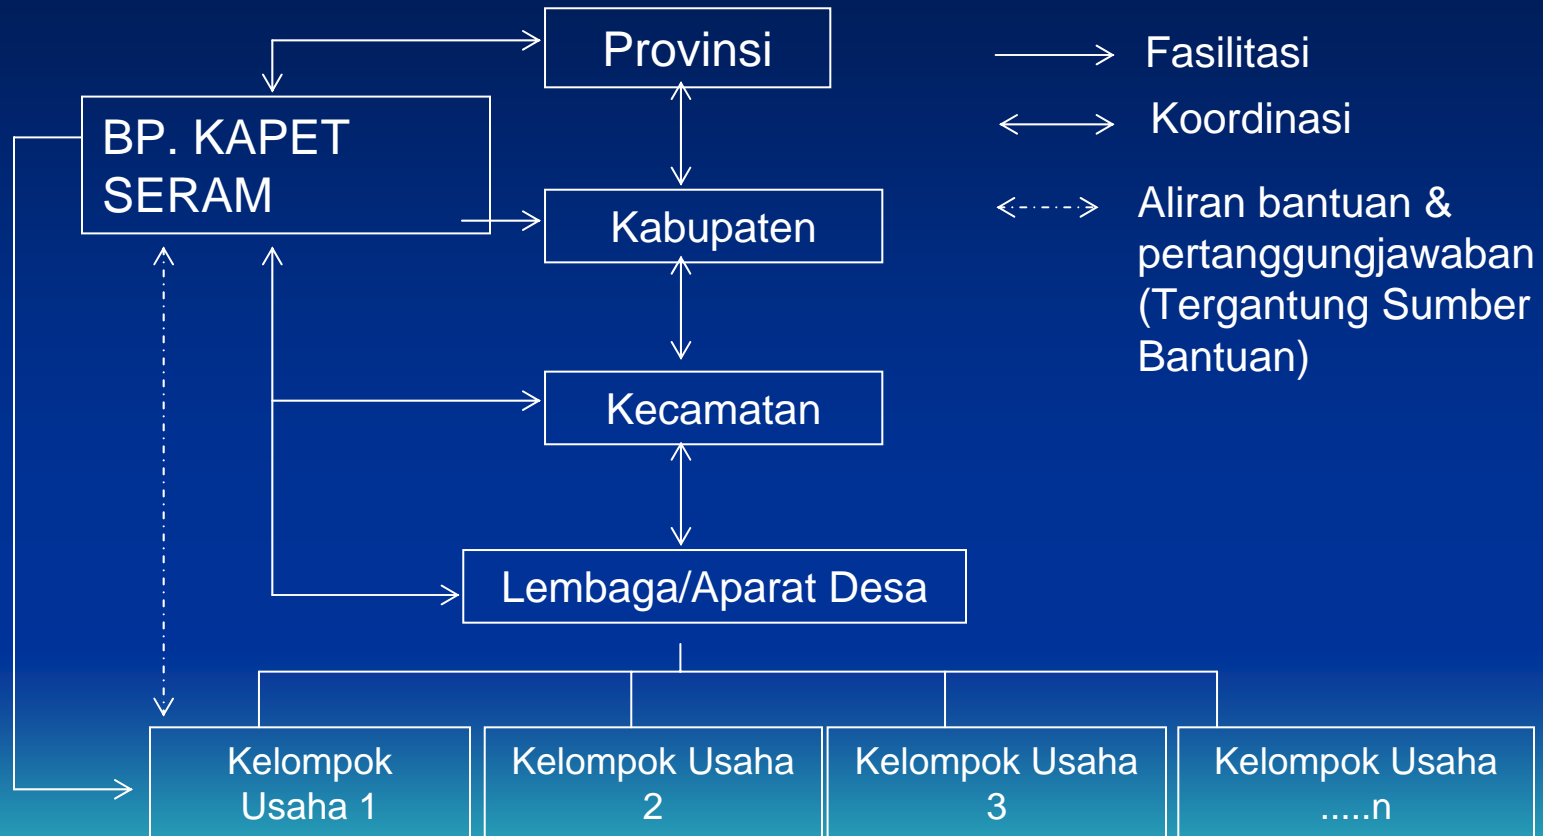 Provinsi
BP. KAPET
SERAM
Kabupaten
Kecamatan
Lembaga/Aparat Desa
Kelompok
Usaha 1
Kelompok Usaha
2
Kelompok Usaha
3
Kelompok Usaha
.....n
Fasilitasi
Koordinasi
Aliran bantuan &
pertanggungjawaban
(Tergantung Sumber
Bantuan)